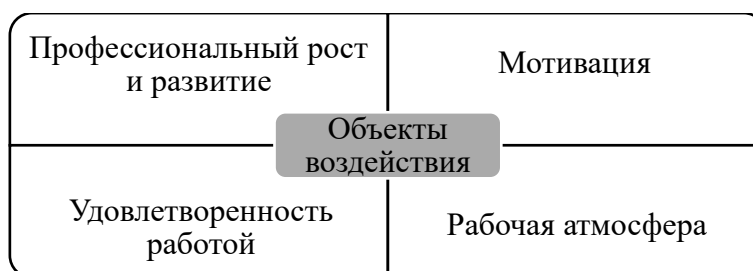 Профессиональный рост
и развитие
Мотивация
Объекты
воздействия
Удовлетворенность
работой
Рабочая атмосфера